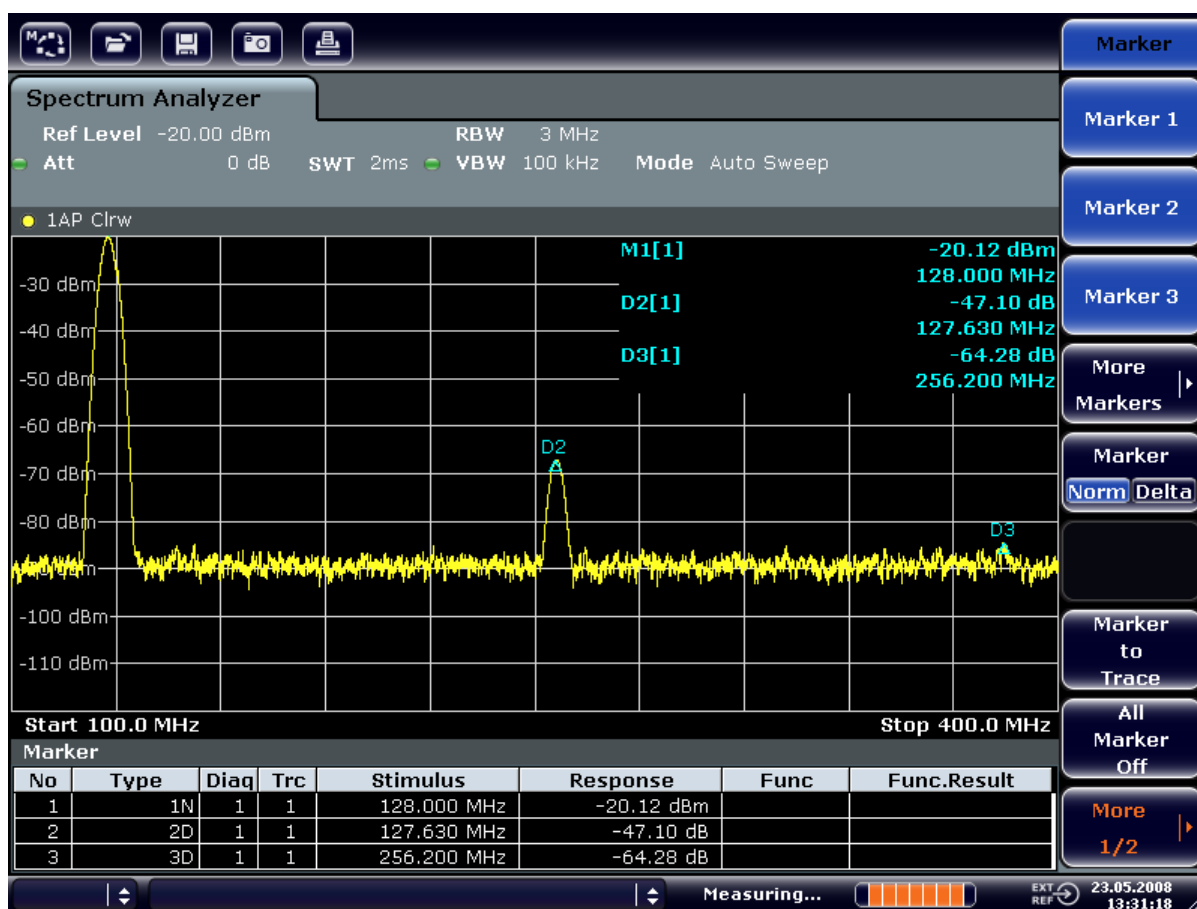 M
Marker
Spectrum Analyzer
Ref Level -20.00 dBm RBW 3 MHz
Att 0 dB SWT 2ms VBW 100 kHz Mode Auto Sweep
1AP Clrw
M1[1] -20.12 dBm
128.000 MHz
D2[1] -47.10 dB
127.630 MHz
D3[1] -64.28 dB
256.200 MHz
-30 dBm
-40 dBm
-50 dBm
-60 dBm
D2
-70 dBm
-80 dBm
D3
-100 dBm
-110 dBm
Start 100.0 MHz Stop 400.0 MHz
Marker
No Type Diaq Trc Stimulus Response Func Func.Result
1 1N 1 1 128.000 MHz -20.12 dBm
2 2D 1 1 127.630 MHz -47.10 dB
3 3D 1 1 256.200 MHz -64.28 dB
Marker 1
Marker 2
Marker 3
More
Markers
Marker
Norm Delta
Marker
to
Trace
All
Marker
Off
More
1/2
Measuring...
EXT
REF
23.05.2008
13:31:18